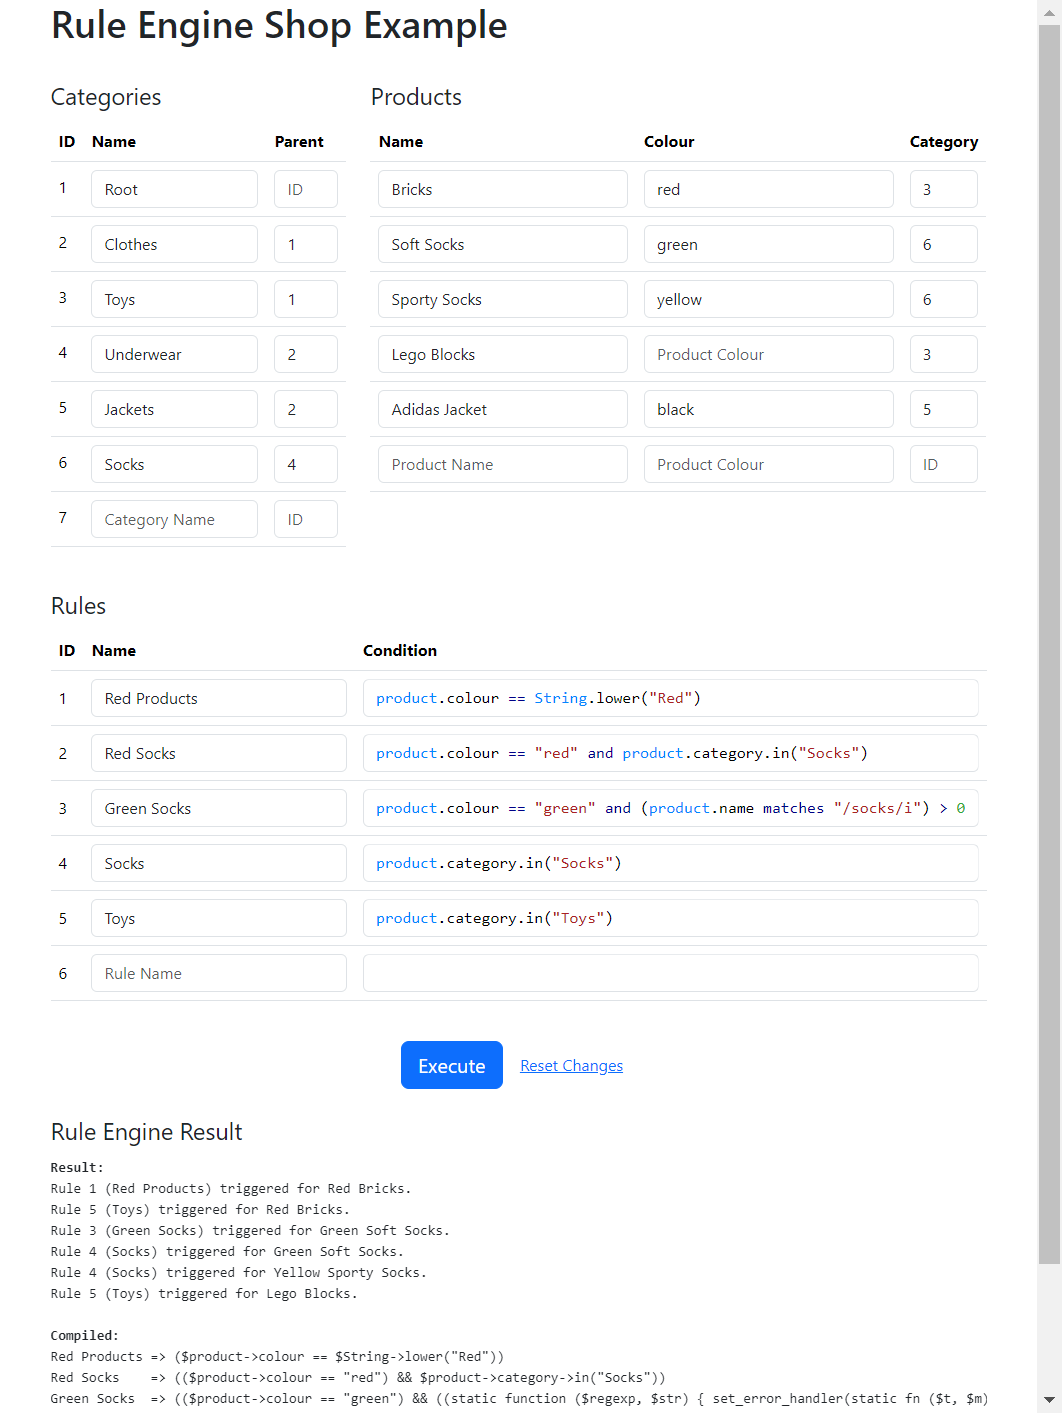 Rule Engine Shop Example
Categories
ID Name Parent
1 Root ID
2 Clothes 1
3 Toys 1
4 Underwear 2
5 Jackets 2
6 Socks 4
7 Category Name ID
Products
Name Colour Category
Bricks red 3
Soft Socks green 6
Sporty Socks yellow 6
Lego Blocks Product Colour 3
Adidas Jacket black 5
Product Name Product Colour ID
Rules
ID Name Condition
1 Red Products product.colour == String.lower("Red")
2 Red Socks product.colour == "red" and product.category.in("Socks")
3 Green Socks product.colour == "green" and (product.name matches "/socks/i") > 0
4 Socks product.category.in("Socks")
5 Toys product.category.in("Toys")
6 Rule Name
Execute Reset Changes
Rule Engine Result
Result:
Rule 1 (Red Products) triggered for Red Bricks.
Rule 5 (Toys) triggered for Red Bricks.
Rule 3 (Green Socks) triggered for Green Soft Socks.
Rule 4 (Socks) triggered for Green Soft Socks.
Rule 4 (Socks) triggered for Yellow Sporty Socks.
Rule 5 (Toys) triggered for Lego Blocks.
Compiled:
Red Products => ($product->colour == $String->lower("Red"))
Red Socks    => (($product->colour == "red") && $product->category->in("Socks"))
Green Socks  => (($product->colour == "green") && ((static function ($regexp, $str) { set_error_handler(static fn ($t, $m)